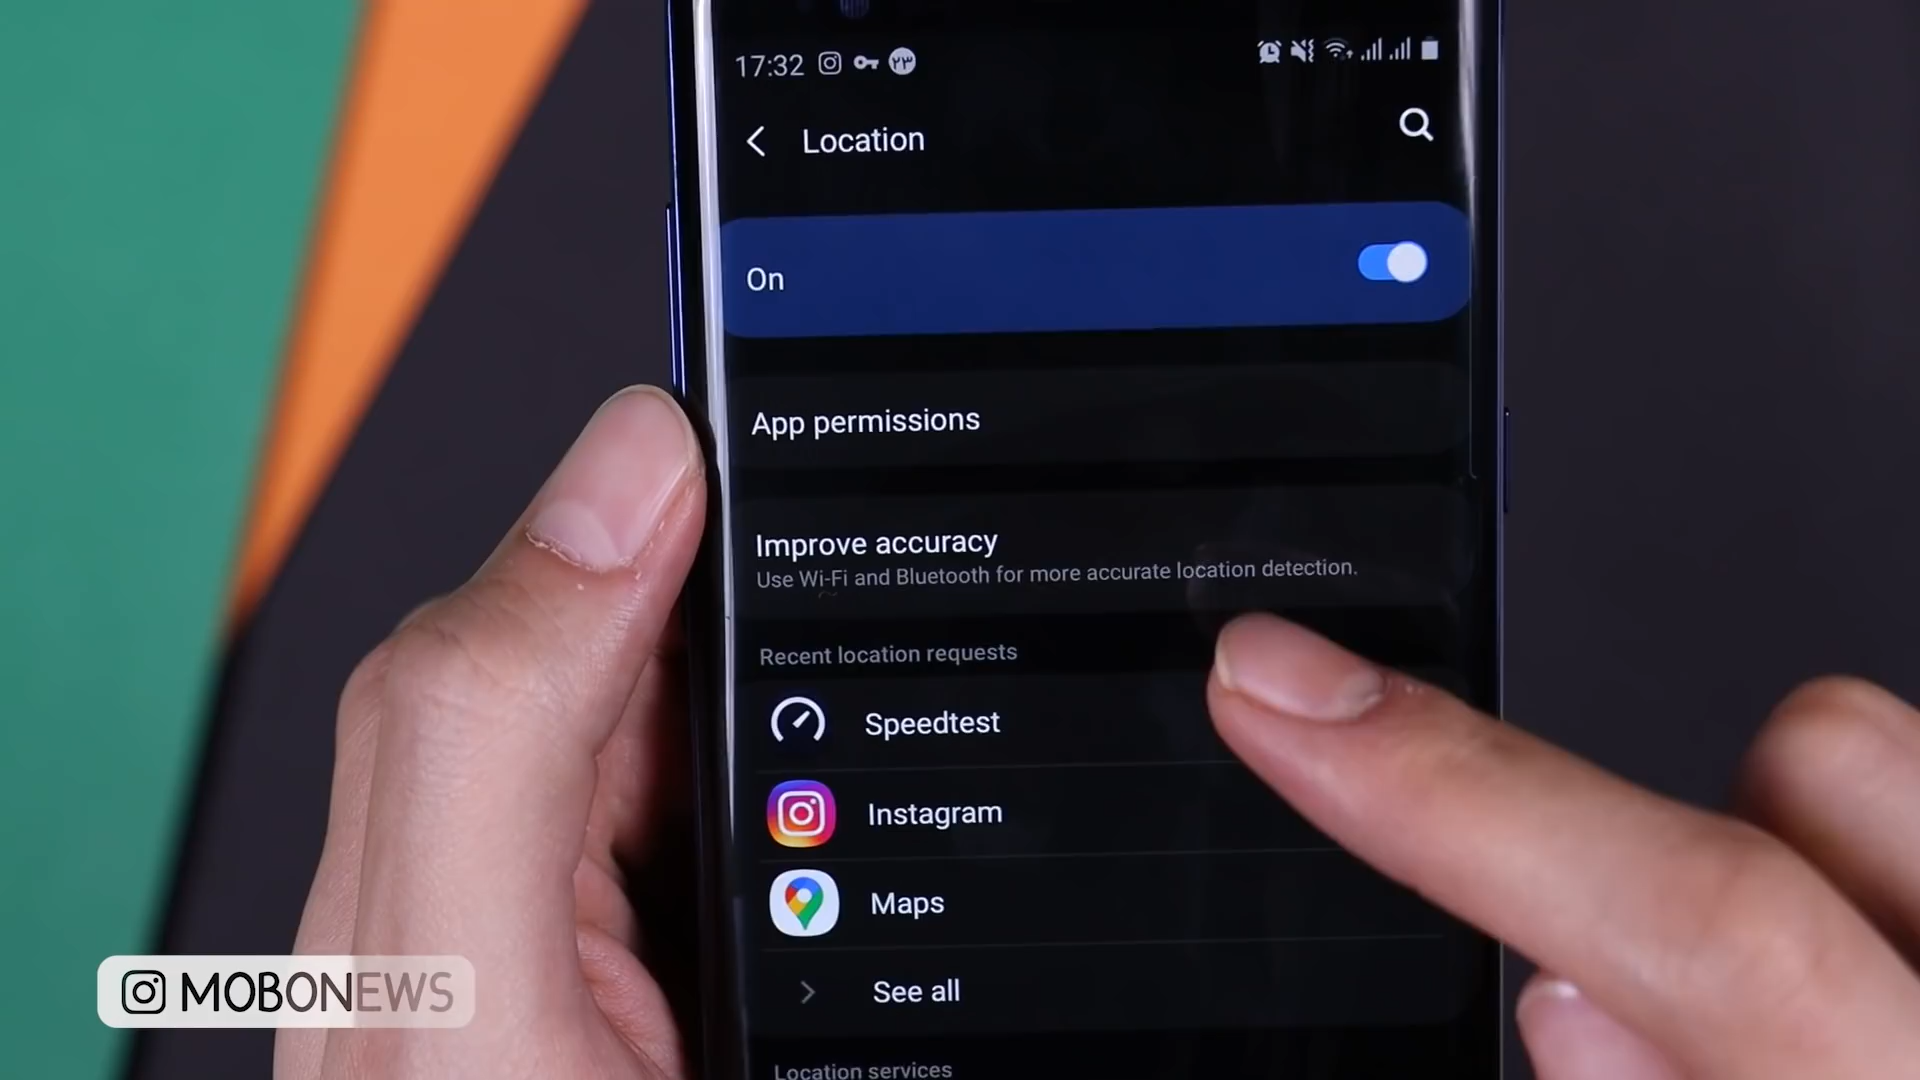 17:32 ۲۳
Location
On
App permissions
Improve accuracy
Use Wi-Fi and Bluetooth for more accurate location detection.
Recent location requests
Speedtest
Instagram
Maps
See all
Location services
MOBONEWS